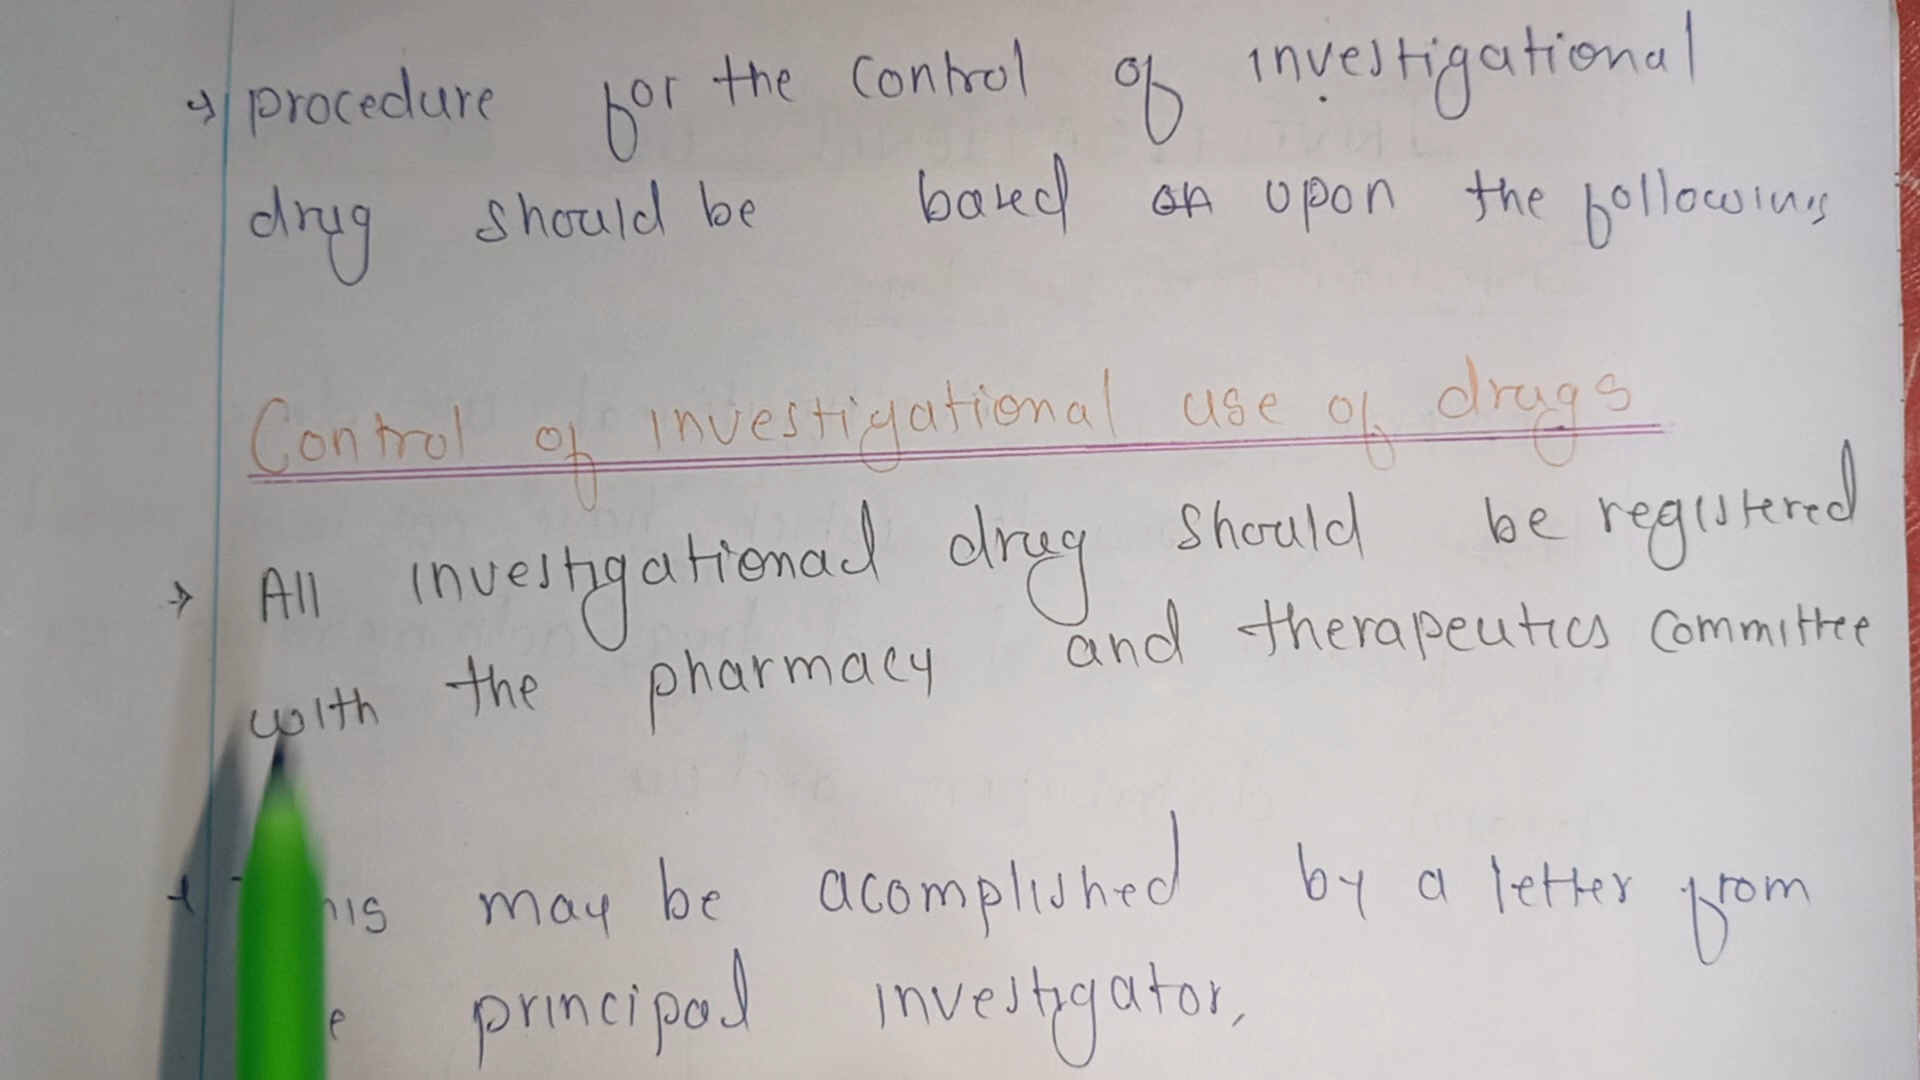 → procedure for the control of investigational
drug should be based on upon the following
Control of investigational use of drugs
→ All investigational drug should be registered
with the pharmacy and therapeutics committee
may be acomplished by a letter from
principal investigator,